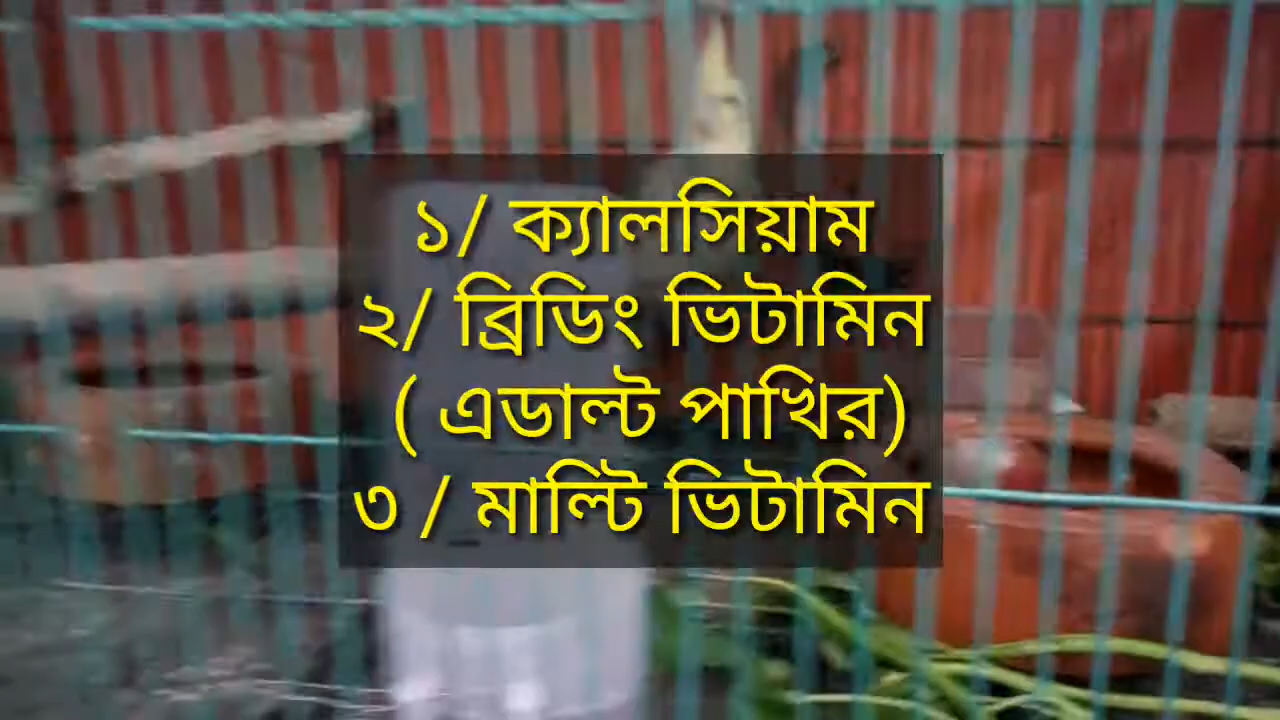 ১/ ক্যালসিয়াম
২/ ব্রিডিং ভিটামিন
( এডাল্ট পাখির)
৩ / মাল্টি ভিটামিন